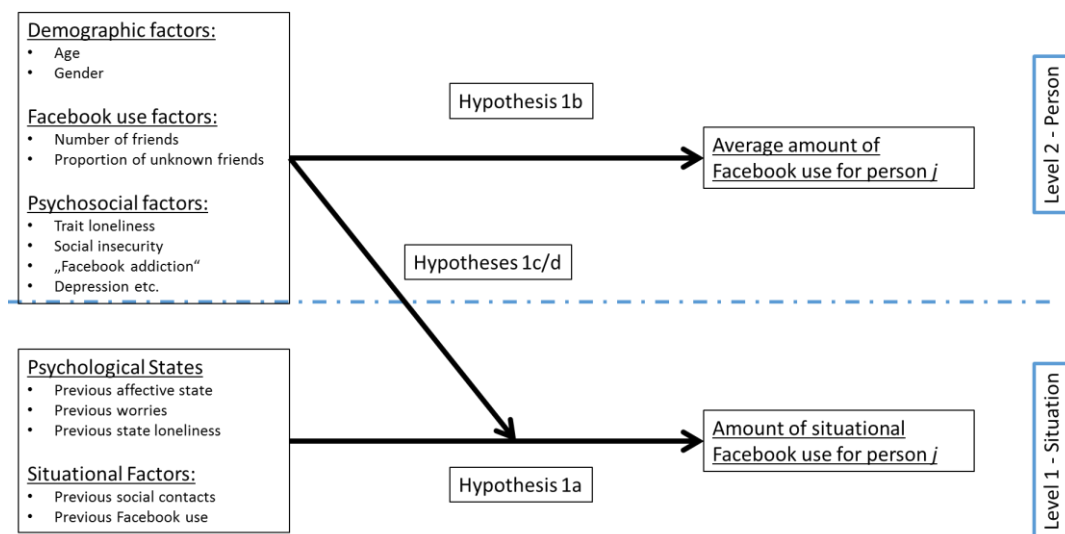 Demographic factors:
• Age
• Gender
Facebook use factors:
• Number of friends
• Proportion of unknown friends
Psychosocial factors:
• Trait loneliness
• Social insecurity
• „Facebook addiction“
• Depression etc.
Hypothesis 1b
Average amount of
Facebook use for person j
Level 2 - Person
Hypotheses 1c/d
Psychological States
• Previous affective state
• Previous worries
• Previous state loneliness
Situational Factors:
• Previous social contacts
• Previous Facebook use
Hypothesis 1a
Amount of situational
Facebook use for person j
Level 1 - Situation